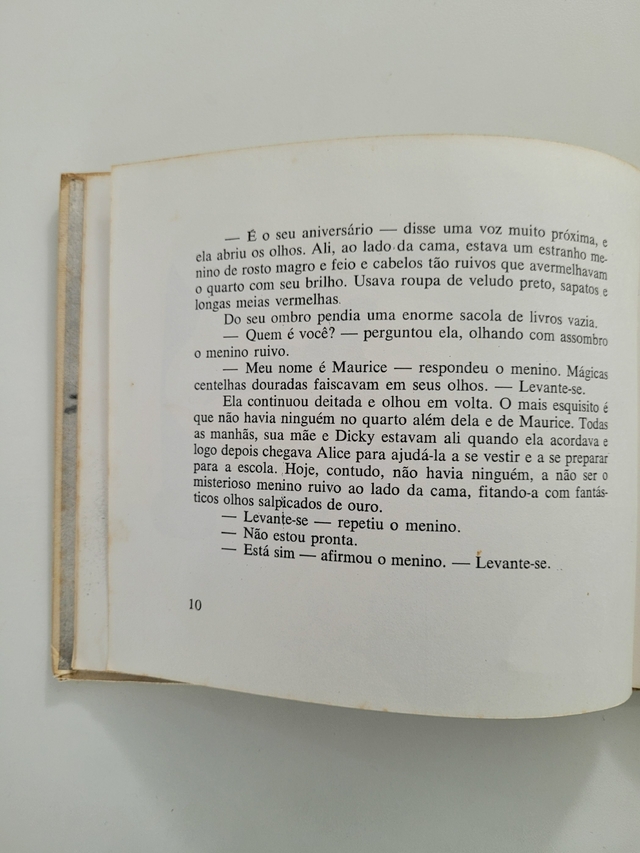 — É o seu aniversário — disse uma voz muito próxima, e
ela abriu os olhos. Ali, ao lado da cama, estava um estranho me-
nino de rosto magro e feio e cabelos tão ruivos que avermelhavam
o quarto com seu brilho. Usava roupa de veludo preto, sapatos e
longas meias vermelhas.
Do seu ombro pendia uma enorme sacola de livros vazia.
— Quem é você? — perguntou ela, olhando com assombro
o menino ruivo.
— Meu nome é Maurice — respondeu o menino. Mágicas
centelhas douradas faiscavam em seus olhos. — Levante-se.
Ela continuou deitada e olhou em volta. O mais esquisito é
que não havia ninguém no quarto além dela e de Maurice. Todas
as manhãs, sua mãe e Dicky estavam ali quando ela acordava e
logo depois chegava Alice para ajudá-la a se vestir e a se preparar
para a escola. Hoje, contudo, não havia ninguém, a não ser o
misterioso menino ruivo ao lado da cama, fitando-a com fantás-
ticos olhos salpicados de ouro.
— Levante-se — repetiu o menino.
— Não estou pronta.
— Está sim — afirmou o menino. — Levante-se.
10